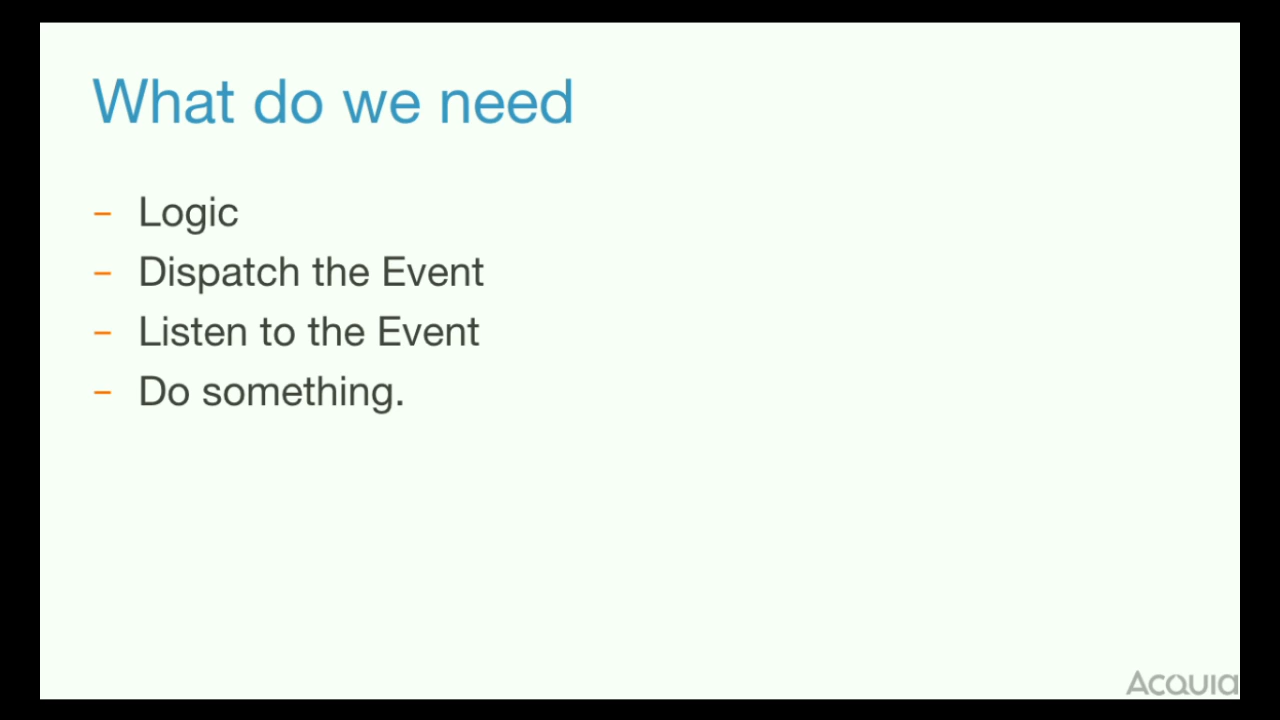 What do we need
– Logic
– Dispatch the Event
– Listen to the Event
– Do something.
Acquia